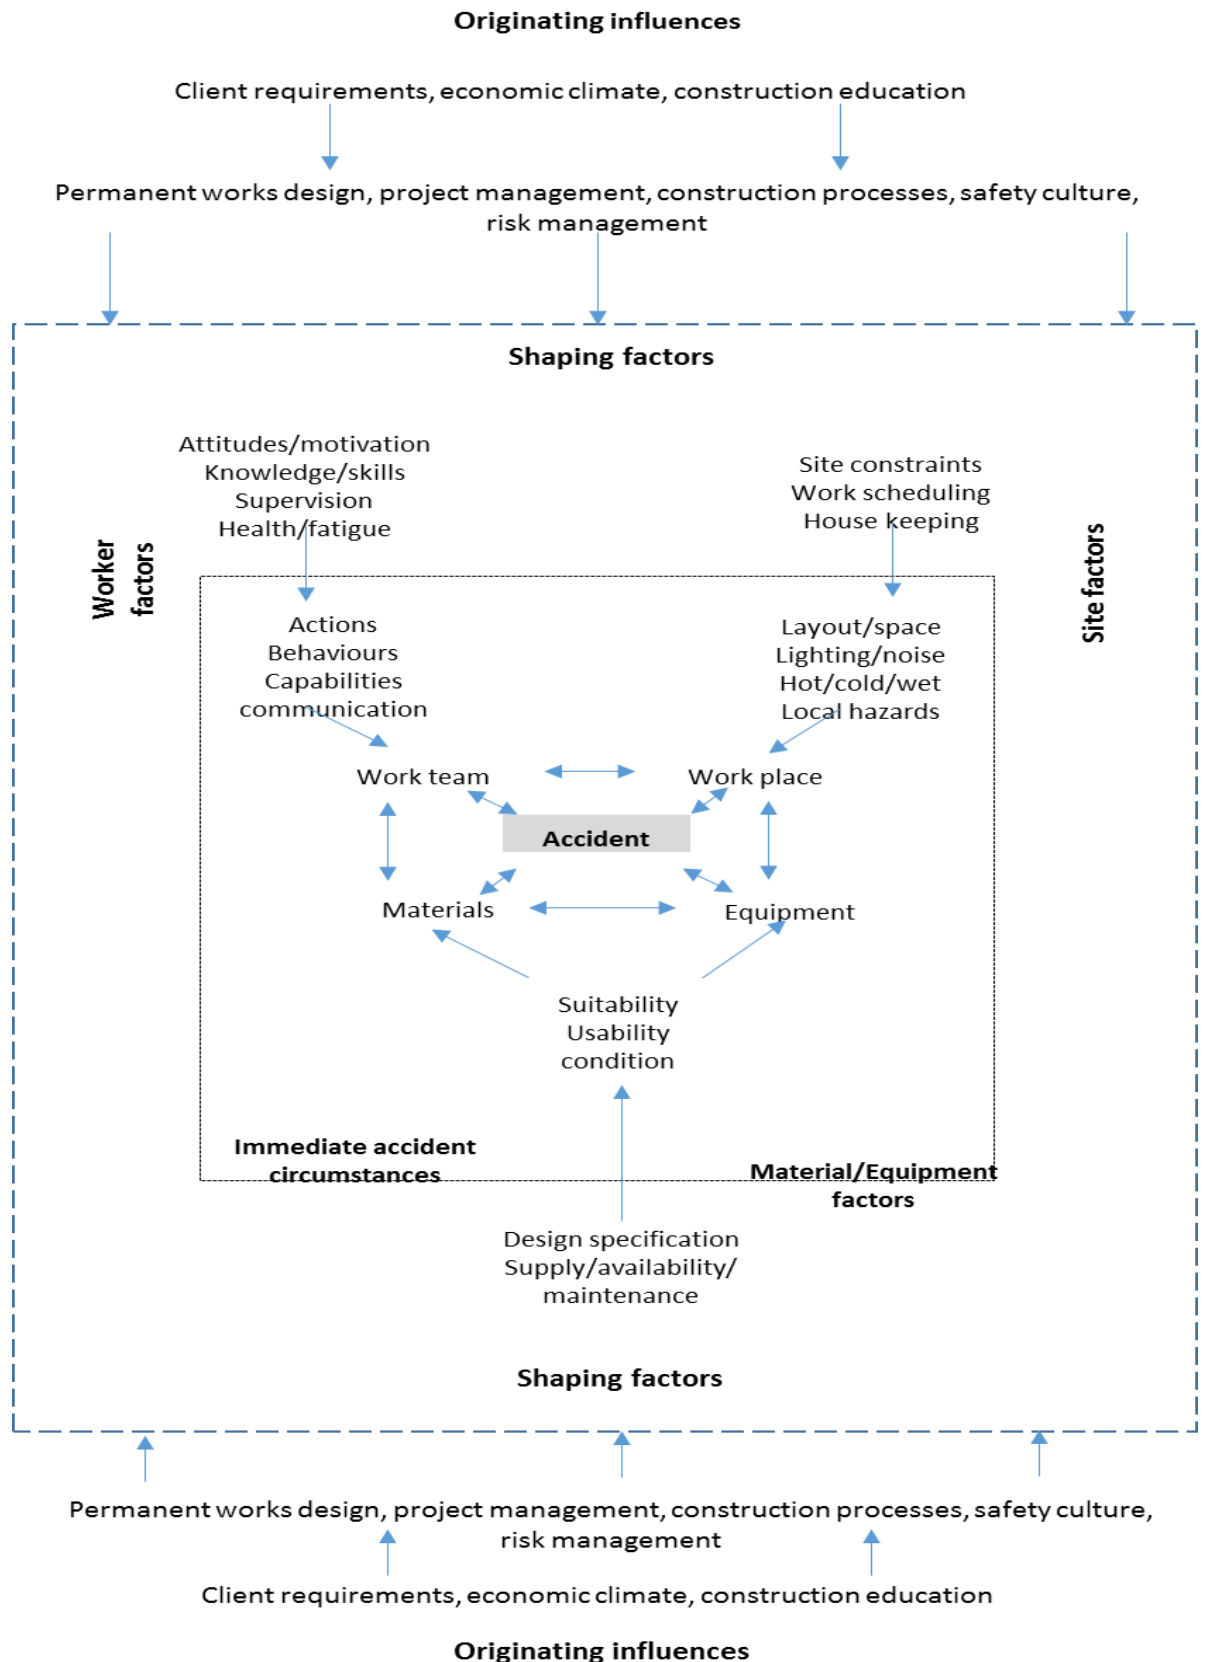 Originating influences
Client requirements, economic climate, construction education
Permanent works design, project management, construction processes, safety culture,
risk management
Shaping factors
Attitudes/motivation
Knowledge/skills
Supervision
Health/fatigue
Site constraints
Work scheduling
House keeping
Worker
factors
Site factors
Actions
Behaviours
Capabilities
communication
Layout/space
Lighting/noise
Hot/cold/wet
Local hazards
Work team
Work place
Accident
Materials
Equipment
Suitability
Usability
condition
Immediate accident
circumstances
Material/Equipment
factors
Design specification
Supply/availability/
maintenance
Shaping factors
Permanent works design, project management, construction processes, safety culture,
risk management
Client requirements, economic climate, construction education
Originating influences